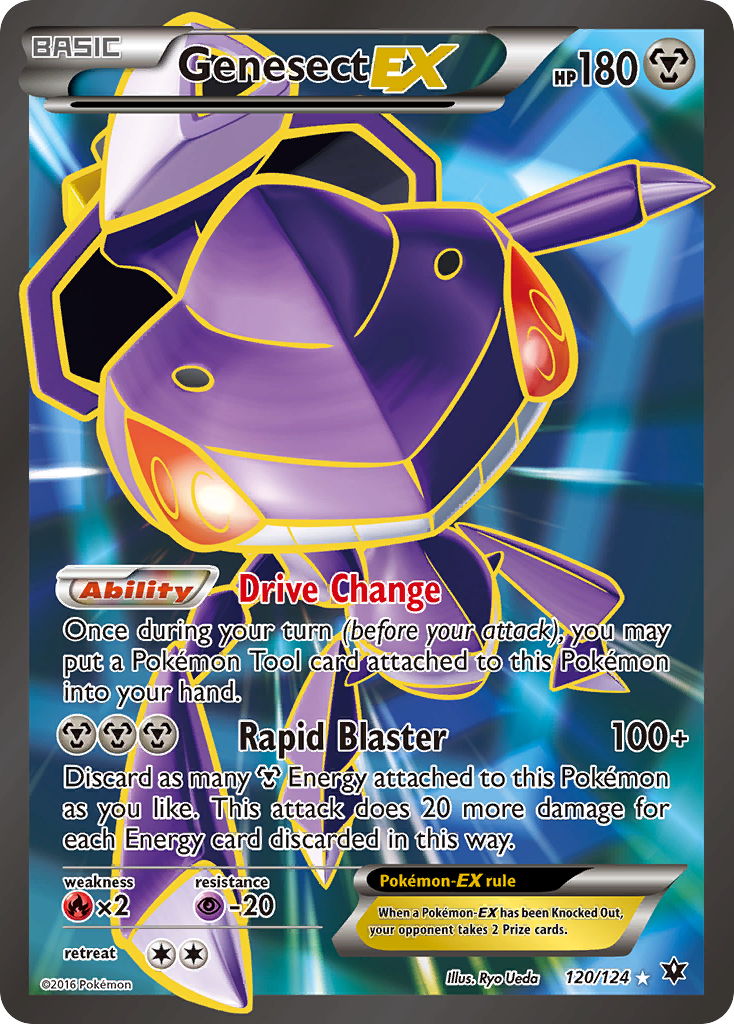 BASIC
GenesectEX
HP180
Ability Drive Change
Once during your turn (before your attack), you may
put a Pokémon Tool card attached to this Pokémon
into your hand.
Rapid Blaster 100+
Discard as many Energy attached to this Pokémon
as you like. This attack does 20 more damage for
each Energy card discarded in this way.
weakness resistance
×2 -20
retreat
Pokémon-EX rule
When a Pokémon-EX has been Knocked Out,
your opponent takes 2 Prize cards.
©2016 Pokémon
Illus. Ryo Ueda 120/124